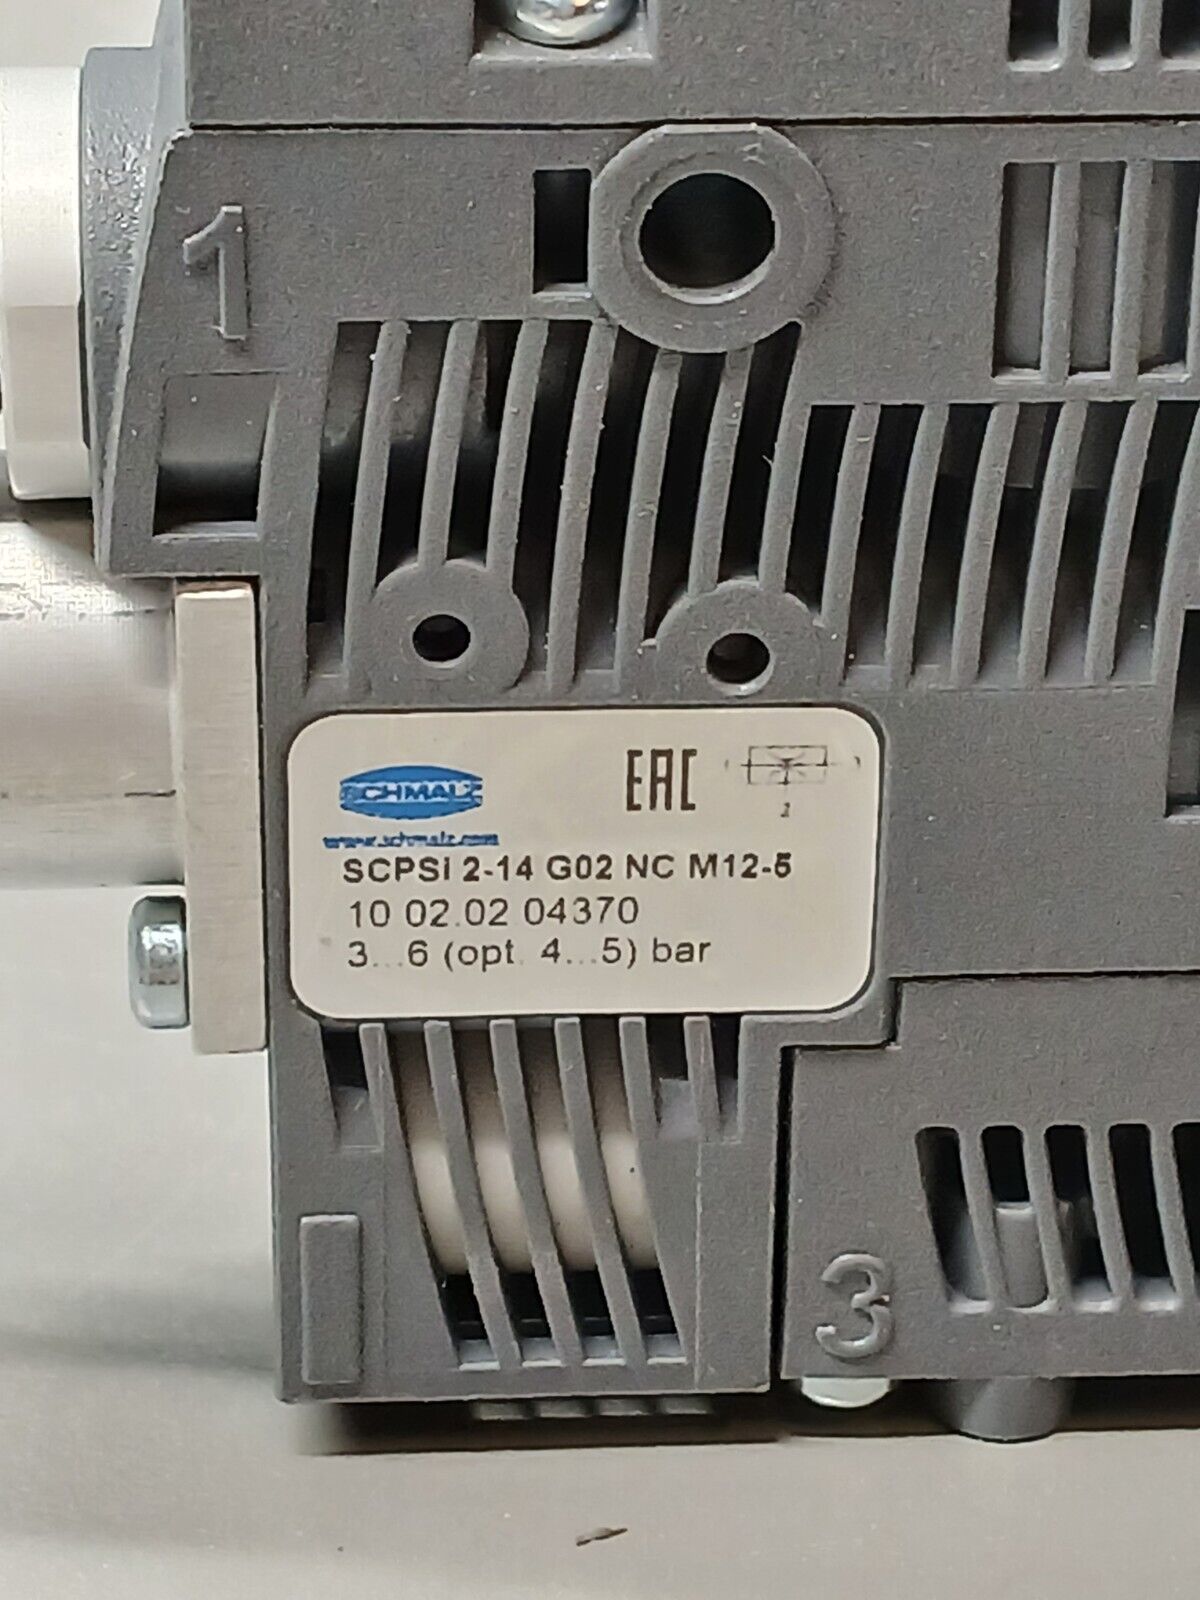 1
SCHMALZ
EAC
www.schmalz.com
2
SCPSi 2-14 G02 NC M12-5
10 02.02 04370
3...6 (opt. 4...5) bar
3